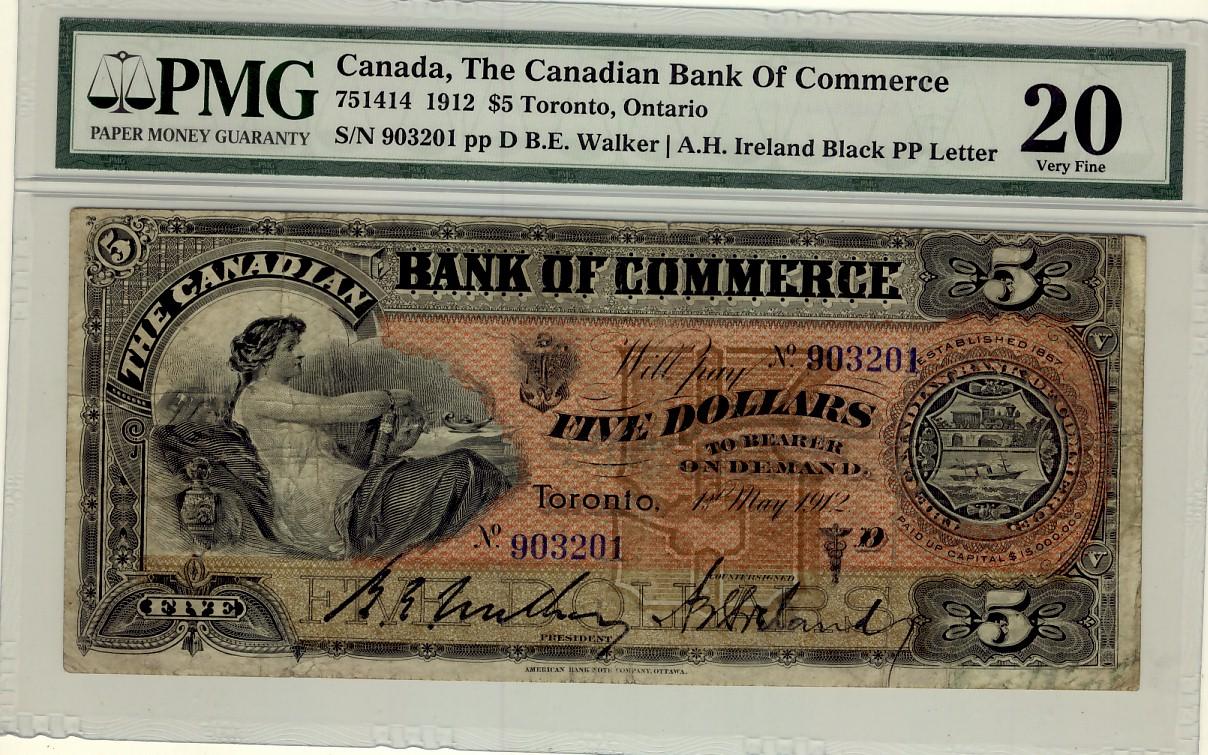 PMG
PAPER MONEY GUARANTY
Canada, The Canadian Bank Of Commerce
751414 1912 $5 Toronto, Ontario
S/N 903201 pp D B.E. Walker | A.H. Ireland Black PP Letter
20
Very Fine
5
THE CANADIAN
BANK OF COMMERCE
5
Will pay
No. 903201
ESTABLISHED 1867
V
FIVE DOLLARS
TO BEARER
ON DEMAND.
Toronto, 1st May 1912
No. 903201
D
PAID UP CAPITAL $15,000,000
V
FIVE DOLLARS
COUNTERSIGNED
FIVE
PRESIDENT
5
AMERICAN BANK NOTE COMPANY, OTTAWA.